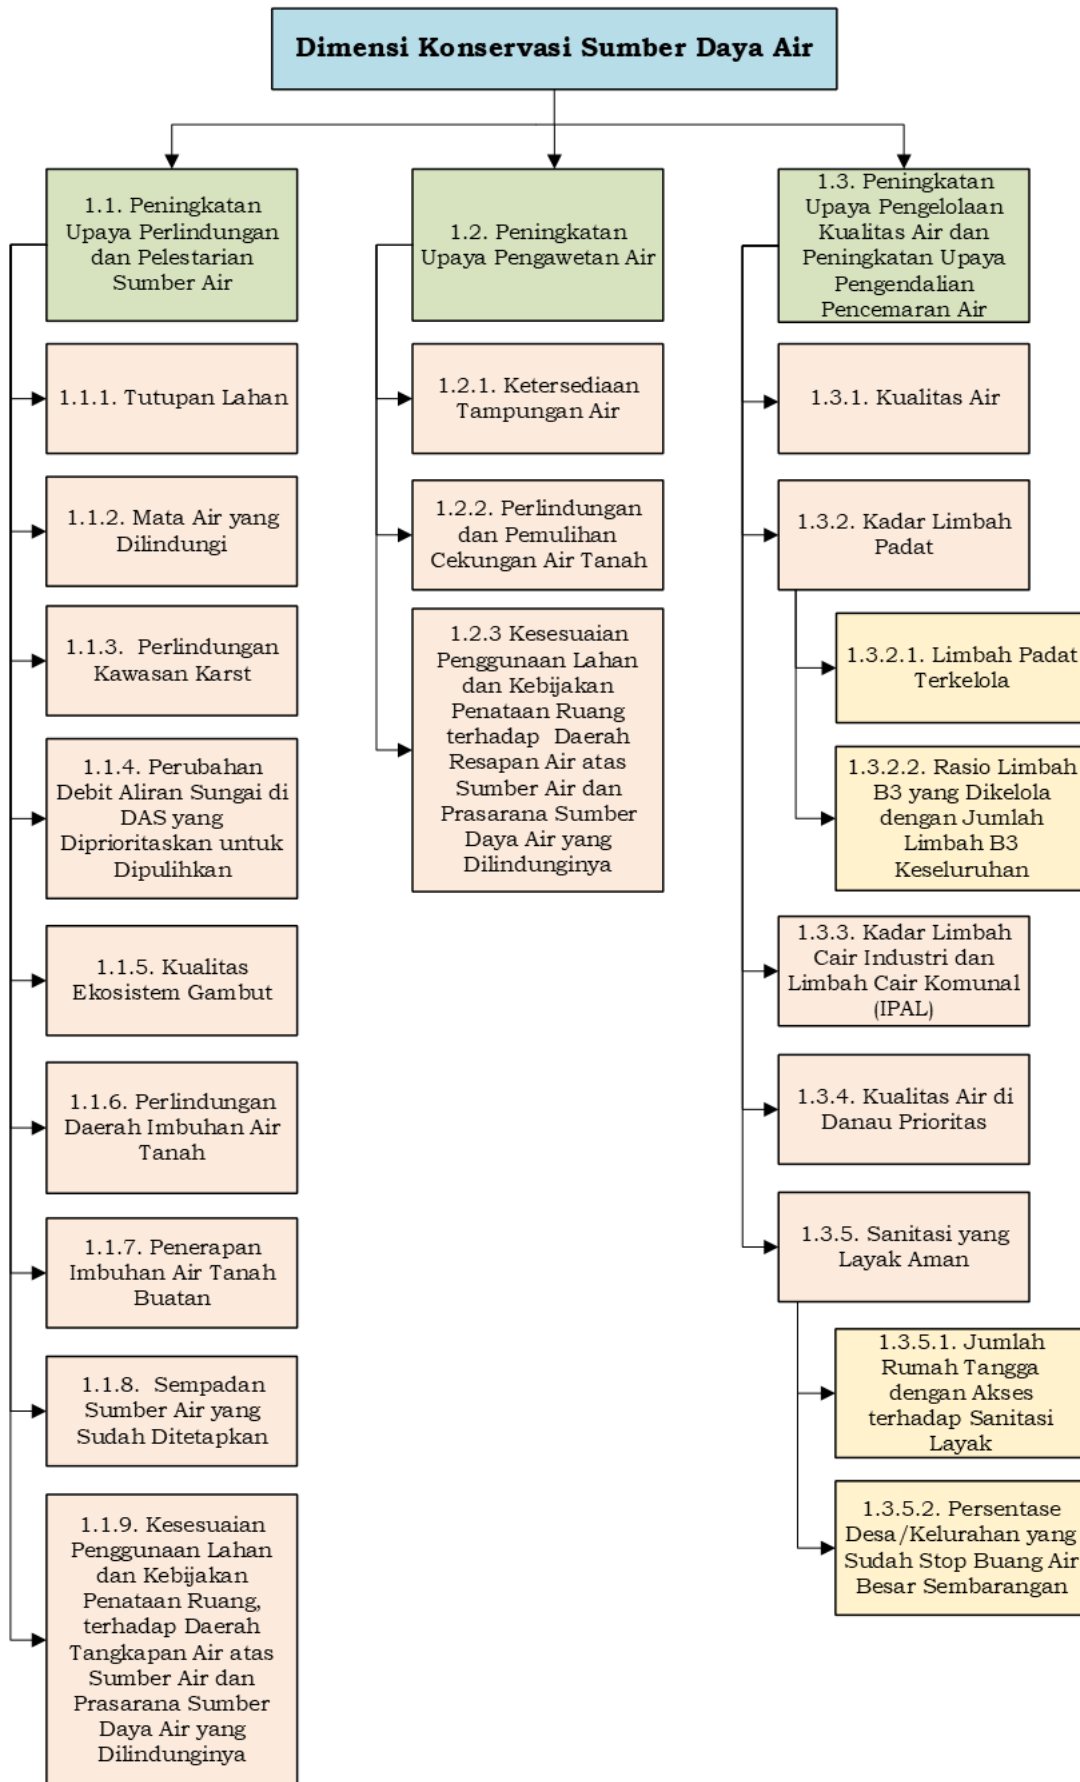 Dimensi Konservasi Sumber Daya Air
1.1. Peningkatan
Upaya Perlindungan
dan Pelestarian
Sumber Air
1.1.1. Tutupan Lahan
1.1.2. Mata Air yang
Dilindungi
1.1.3. Perlindungan
Kawasan Karst
1.1.4. Perubahan
Debit Aliran Sungai di
DAS yang
Diprioritaskan untuk
Dipulihkan
1.1.5. Kualitas
Ekosistem Gambut
1.1.6. Perlindungan
Daerah Imbuhan Air
Tanah
1.1.7. Penerapan
Imbuhan Air Tanah
Buatan
1.1.8. Sempadan
Sumber Air yang
Sudah Ditetapkan
1.1.9. Kesesuaian
Penggunaan Lahan
dan Kebijakan
Penataan Ruang,
terhadap Daerah
Tangkapan Air atas
Sumber Air dan
Prasarana Sumber
Daya Air yang
Dilindunginya
1.2. Peningkatan
Upaya Pengawetan Air
1.2.1. Ketersediaan
Tampungan Air
1.2.2. Perlindungan
dan Pemulihan
Cekungan Air Tanah
1.2.3 Kesesuaian
Penggunaan Lahan
dan Kebijakan
Penataan Ruang
terhadap Daerah
Resapan Air atas
Sumber Air dan
Prasarana Sumber
Daya Air yang
Dilindunginya
1.3. Peningkatan
Upaya Pengelolaan
Kualitas Air dan
Peningkatan Upaya
Pengendalian
Pencemaran Air
1.3.1. Kualitas Air
1.3.2. Kadar Limbah
Padat
1.3.2.1. Limbah Padat
Terkelola
1.3.2.2. Rasio Limbah
B3 yang Dikelola
dengan Jumlah
Limbah B3
Keseluruhan
1.3.3. Kadar Limbah
Cair Industri dan
Limbah Cair Komunal
(IPAL)
1.3.4. Kualitas Air di
Danau Prioritas
1.3.5. Sanitasi yang
Layak Aman
1.3.5.1. Jumlah
Rumah Tangga
dengan Akses
terhadap Sanitasi
Layak
1.3.5.2. Persentase
Desa/Kelurahan yang
Sudah Stop Buang Air
Besar Sembarangan